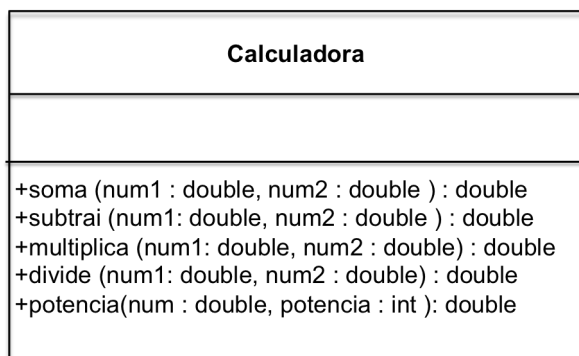 Calculadora
+soma (num1 : double, num2 : double ) : double
+subtrai (num1: double, num2 : double ) : double
+multiplica (num1: double, num2 : double) : double
+divide (num1: double, num2 : double) : double
+potencia(num : double, potencia : int ): double